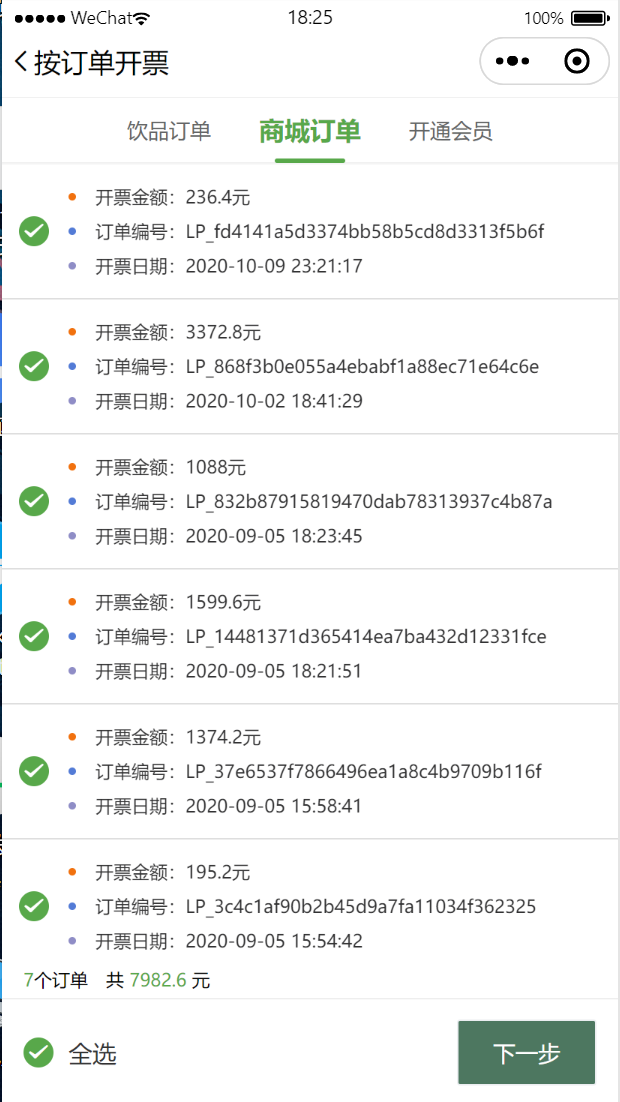 WeChat 18:25 100%
按订单开票
饮品订单 商城订单 开通会员
开票金额：236.4元
订单编号：LP_fd4141a5d3374bb58b5cd8d3313f5b6f
开票日期：2020-10-09 23:21:17
开票金额：3372.8元
订单编号：LP_868f3b0e055a4ebabf1a88ec71e64c6e
开票日期：2020-10-02 18:41:29
开票金额：1088元
订单编号：LP_832b87915819470dab78313937c4b87a
开票日期：2020-09-05 18:23:45
开票金额：1599.6元
订单编号：LP_14481371d365414ea7ba432d12331fce
开票日期：2020-09-05 18:21:51
开票金额：1374.2元
订单编号：LP_37e6537f7866496ea1a8c4b9709b116f
开票日期：2020-09-05 15:58:41
开票金额：195.2元
订单编号：LP_3c4c1af90b2b45d9a7fa11034f362325
开票日期：2020-09-05 15:54:42
7个订单 共 7982.6 元
全选 下一步